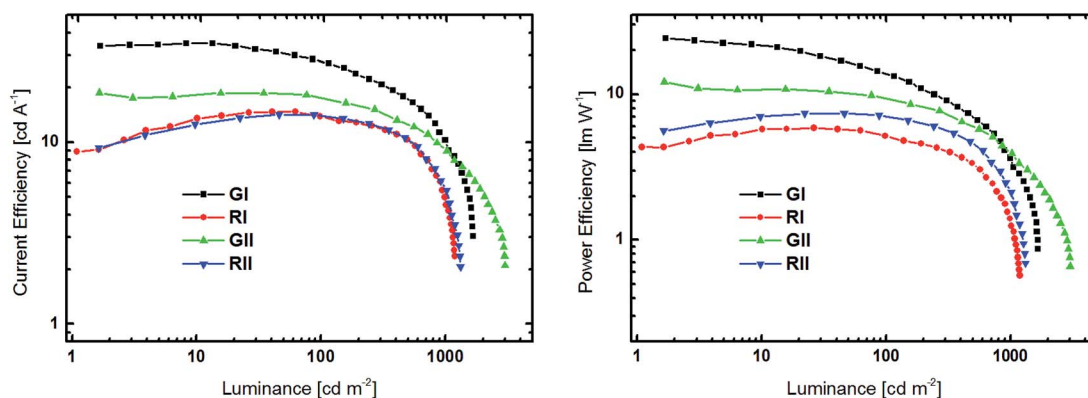 Current Efficiency [cd A⁻¹]
10
1
GI
RI
GII
RII
1
10
100
1000
Luminance [cd m⁻²]
Power Efficiency [lm W⁻¹]
10
1
GI
RI
GII
RII
1
10
100
1000
Luminance [cd m⁻²]